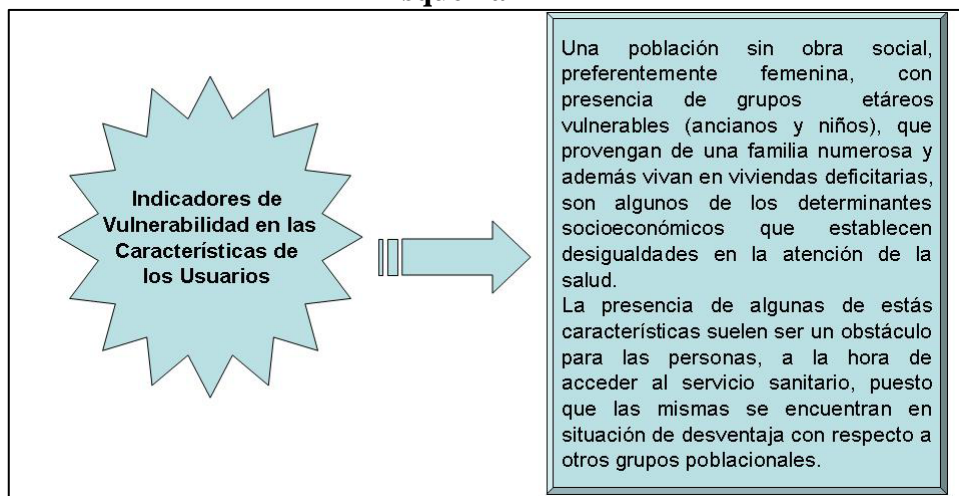 Indicadores de
Vulnerabilidad en las
Características de
los Usuarios
Una población sin obra social,
preferentemente femenina, con
presencia de grupos etáreos
vulnerables (ancianos y niños), que
provengan de una familia numerosa y
además vivan en viviendas deficitarias,
son algunos de los determinantes
socioeconómicos que establecen
desigualdades en la atención de la
salud.
La presencia de algunas de estás
características suelen ser un obstáculo
para las personas, a la hora de
acceder al servicio sanitario, puesto
que las mismas se encuentran en
situación de desventaja con respecto a
otros grupos poblacionales.